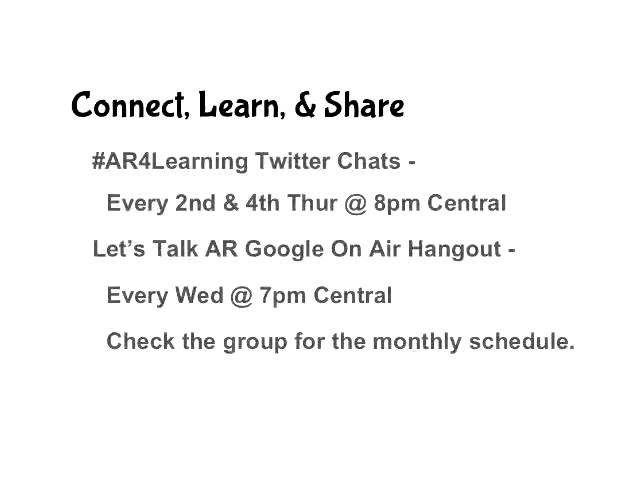 Connect, Learn, & Share
#AR4Learning Twitter Chats -
Every 2nd & 4th Thur @ 8pm Central
Let’s Talk AR Google On Air Hangout -
Every Wed @ 7pm Central
Check the group for the monthly schedule.